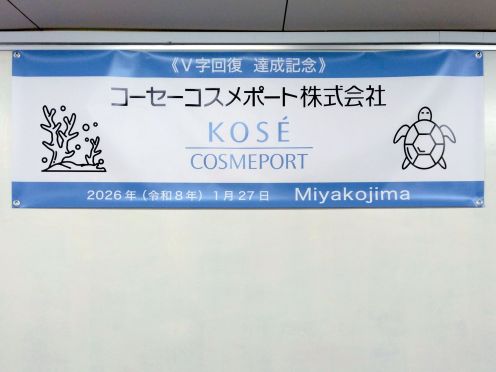 《V字回復 達成記念》
コーセーコスメポート株式会社
KOSÉ
COSMEPORT
2026年（令和8年）1月27日 Miyakojima